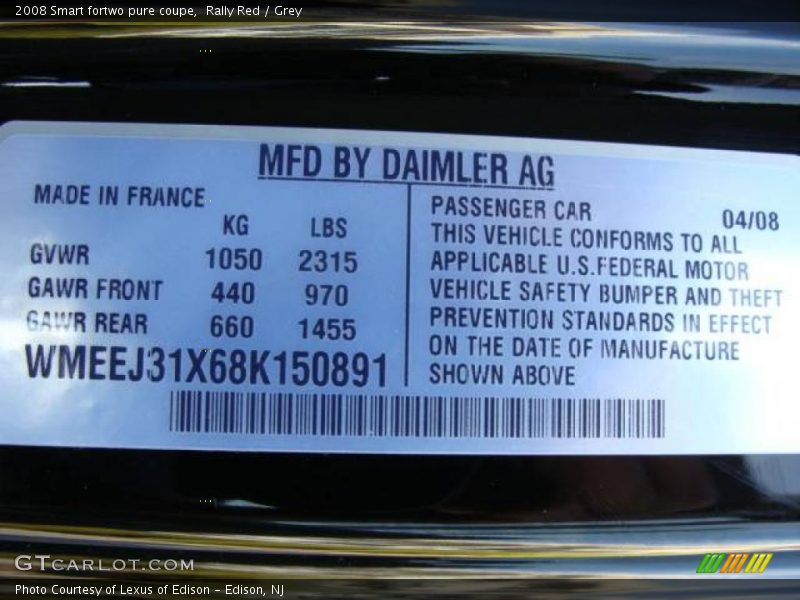 2008 Smart fortwo pure coupe,  Rally Red / Grey
MFD BY DAIMLER AG
MADE IN FRANCE
KG LBS
GVWR 1050 2315
GAWR FRONT 440 970
GAWR REAR 660 1455
WMEEJ31X68K150891
PASSENGER CAR 04/08
THIS VEHICLE CONFORMS TO ALL
APPLICABLE U.S.FEDERAL MOTOR
VEHICLE SAFETY BUMPER AND THEFT
PREVENTION STANDARDS IN EFFECT
ON THE DATE OF MANUFACTURE
SHOWN ABOVE
GTCARLOT.COM
Photo Courtesy of Lexus of Edison - Edison, NJ